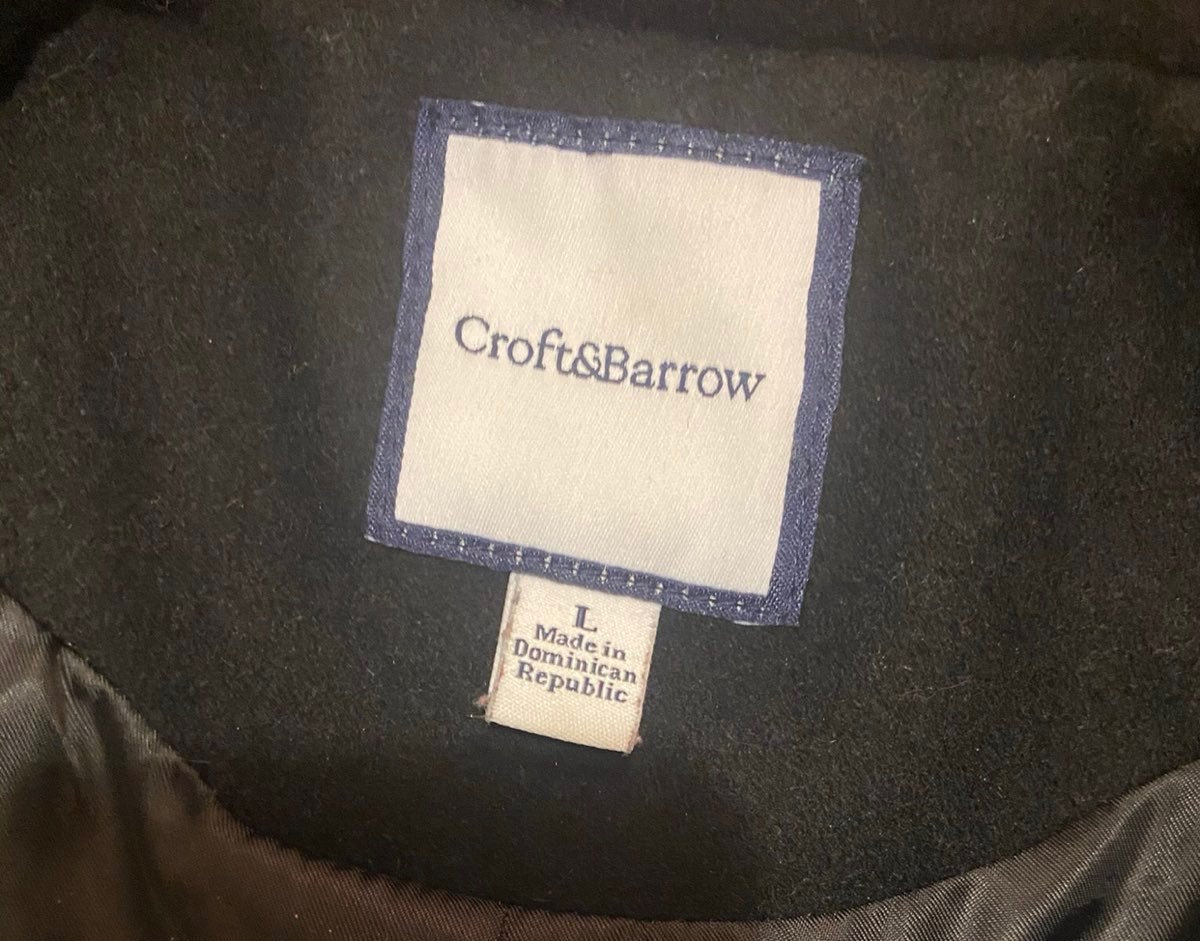 Croft&Barrow
L
Made in
Dominican
Republic